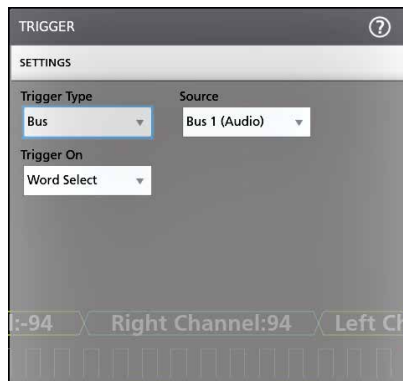 TRIGGER ?
SETTINGS
Trigger Type Source
Bus Bus 1 (Audio)
Trigger On
Word Select
:-94 Right Channel:94 Left Ch